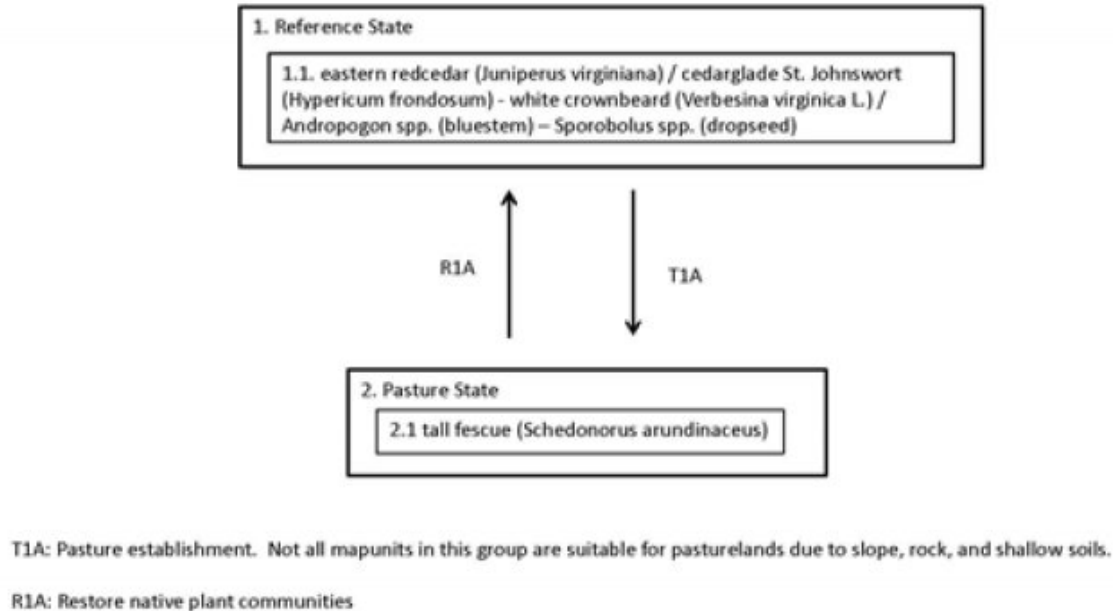 1. Reference State
1.1. eastern redcedar (Juniperus virginiana) / cedarglade St. Johnswort
(Hypericum frondosum) - white crownbeard (Verbesina virginica L.) /
Andropogon spp. (bluestem) – Sporobolus spp. (dropseed)
R1A
T1A
2. Pasture State
2.1 tall fescue (Schedonorus arundinaceus)
T1A: Pasture establishment.  Not all mapunits in this group are suitable for pasturelands due to slope, rock, and shallow soils.
R1A: Restore native plant communities